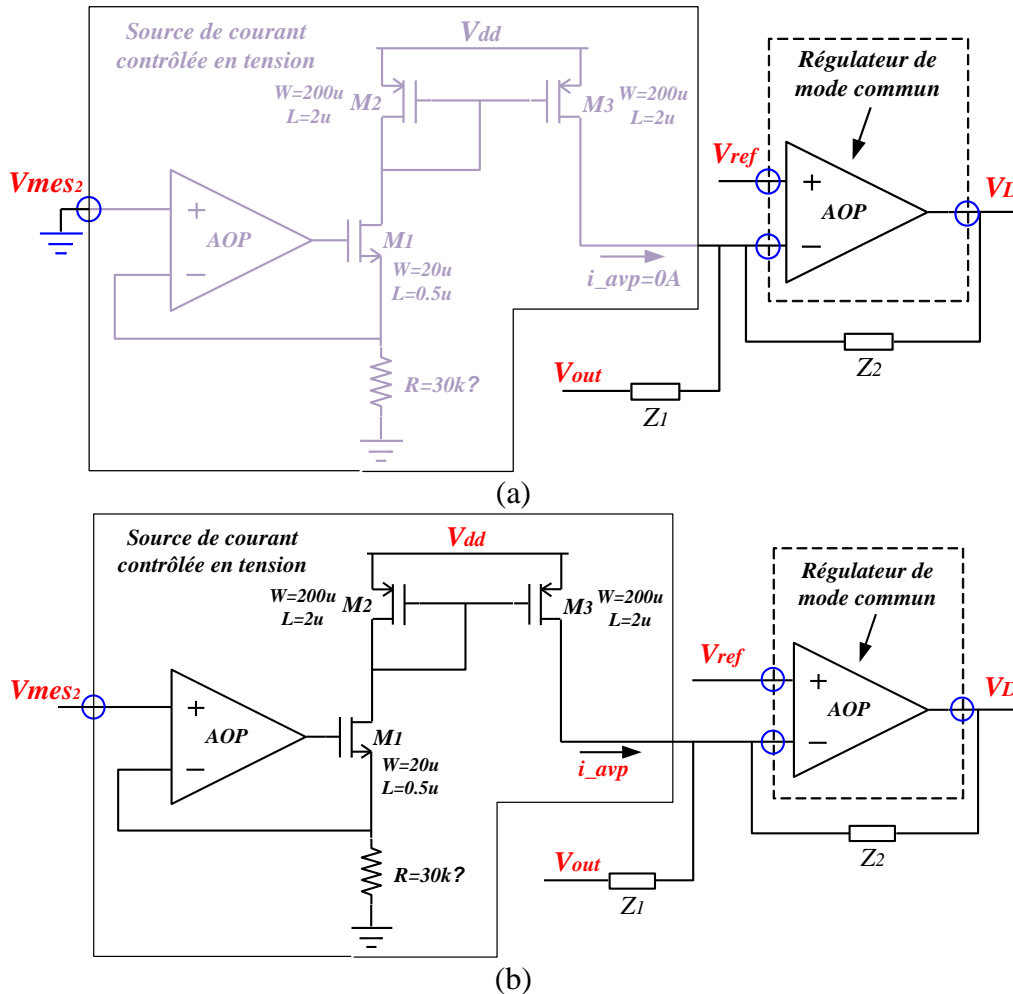 Source de courant
contrôlée en tension
Vdd
W=200u
L=2u
M2
M3
W=200u
L=2u
Régulateur de
mode commun
Vmes2
+
AOP
−
M1
W=20u
L=0.5u
i_avp=0A
R=30k?
Vref
+
AOP
−
VD
Vout
Z1
Z2
(a)
Source de courant
contrôlée en tension
Vdd
W=200u
L=2u
M2
M3
W=200u
L=2u
Régulateur de
mode commun
Vmes2
+
AOP
−
M1
W=20u
L=0.5u
i_avp
R=30k?
Vref
+
AOP
−
VD
Vout
Z1
Z2
(b)